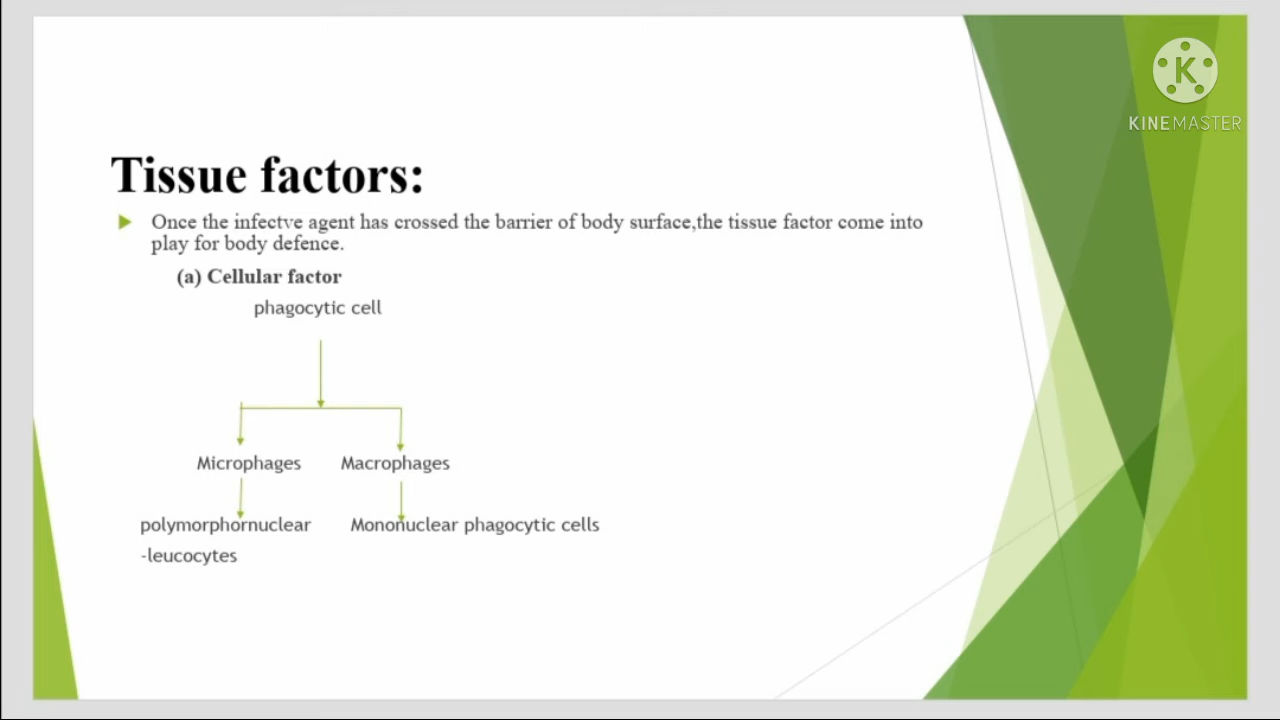 K
KINEMASTER
Tissue factors:
Once the infectve agent has crossed the barrier of body surface,the tissue factor come into
play for body defence.
(a) Cellular factor
phagocytic cell
Microphages Macrophages
polymorphornuclear Mononuclear phagocytic cells
-leucocytes